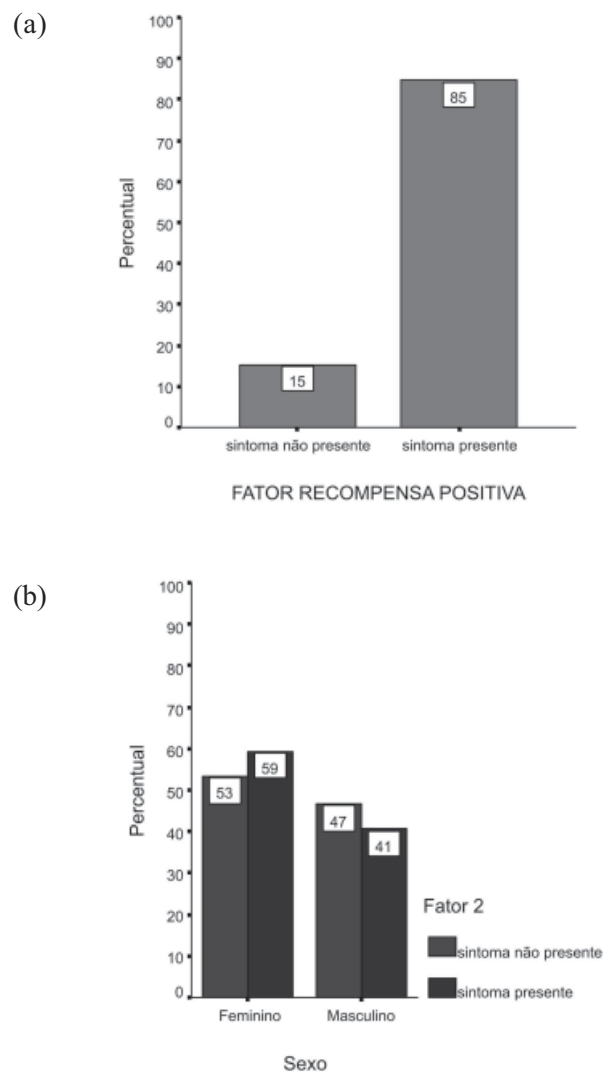 (a)
100
90
80
70
60
50
40
30
20
10
0
Percentual
85
15
sintoma não presente
sintoma presente
FATOR RECOMPENSA POSITIVA
(b)
100
90
80
70
60
50
40
30
20
10
0
Percentual
53
59
47
41
Fator 2
sintoma não presente
sintoma presente
Feminino
Masculino
Sexo